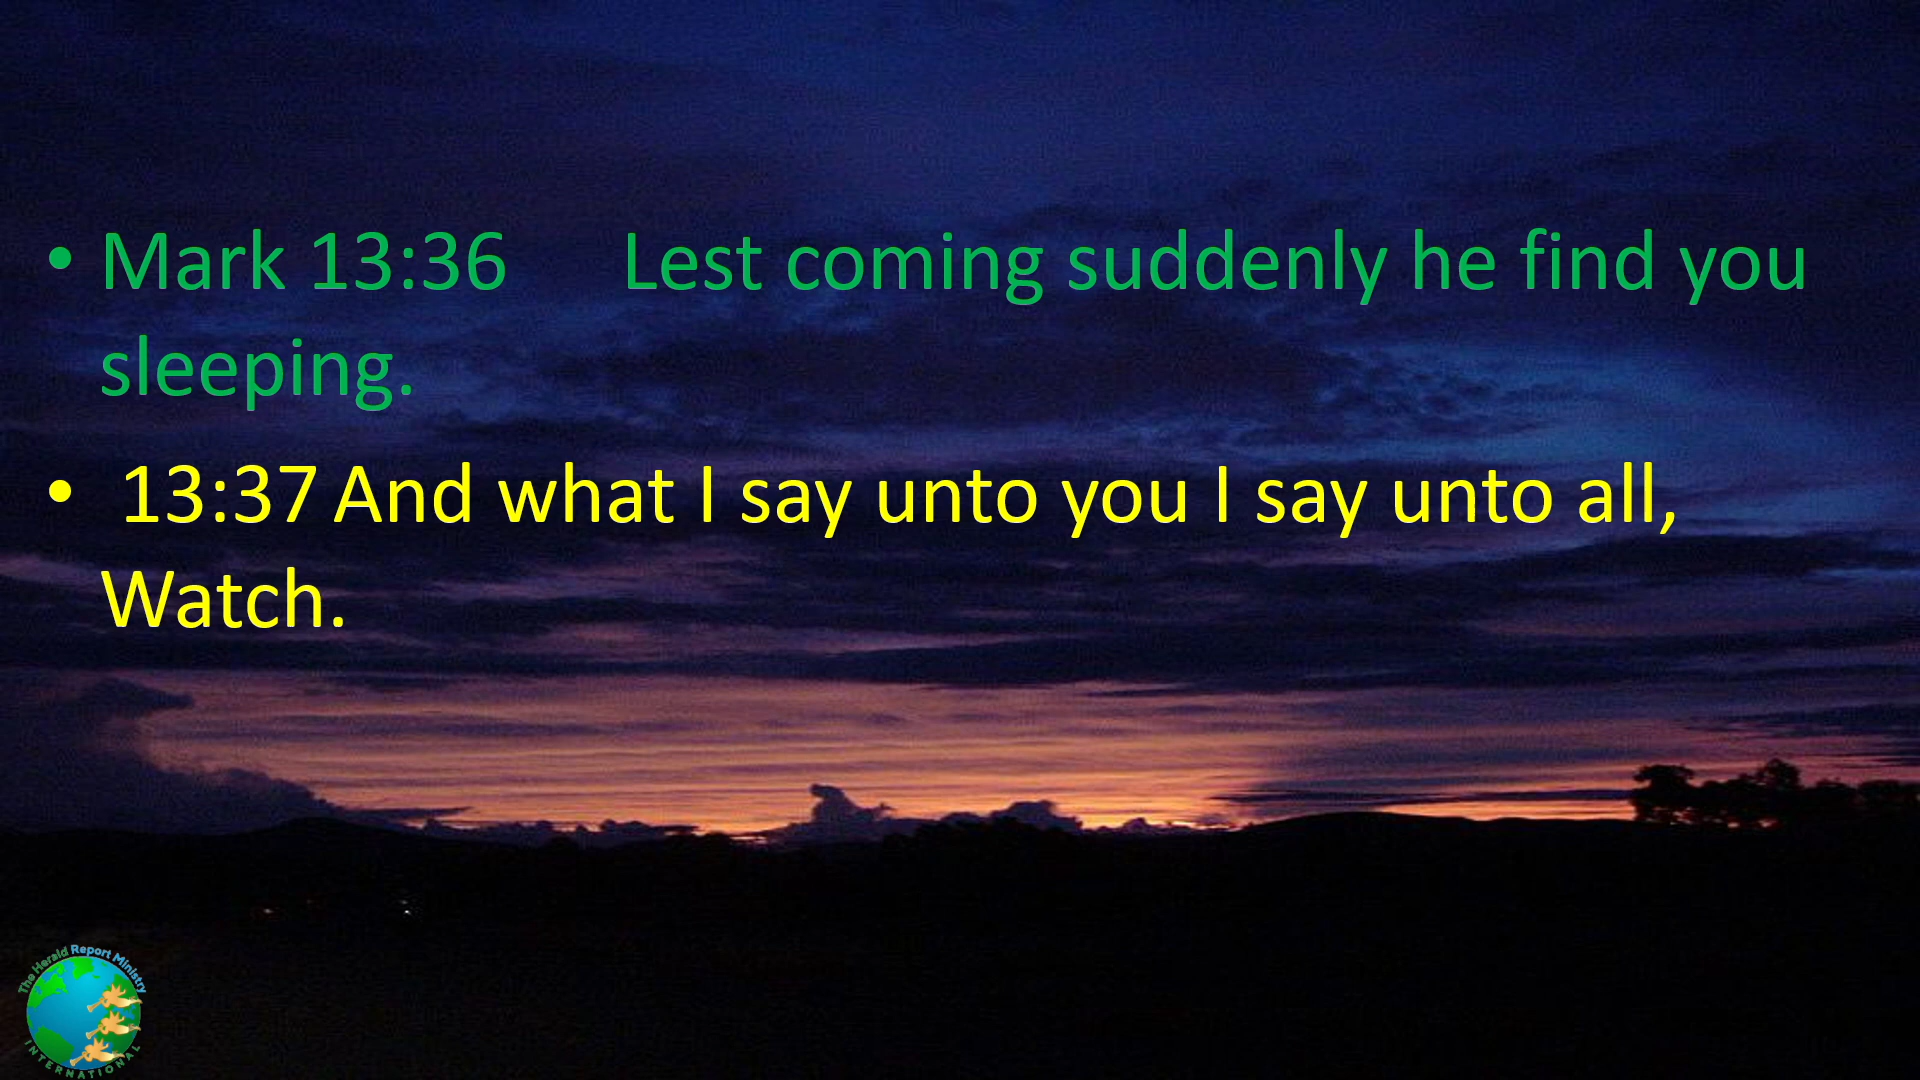 • Mark 13:36 Lest coming suddenly he find you
sleeping.
• 13:37 And what I say unto you I say unto all,
Watch.
The Herald Report Ministry
INTERNATIONAL